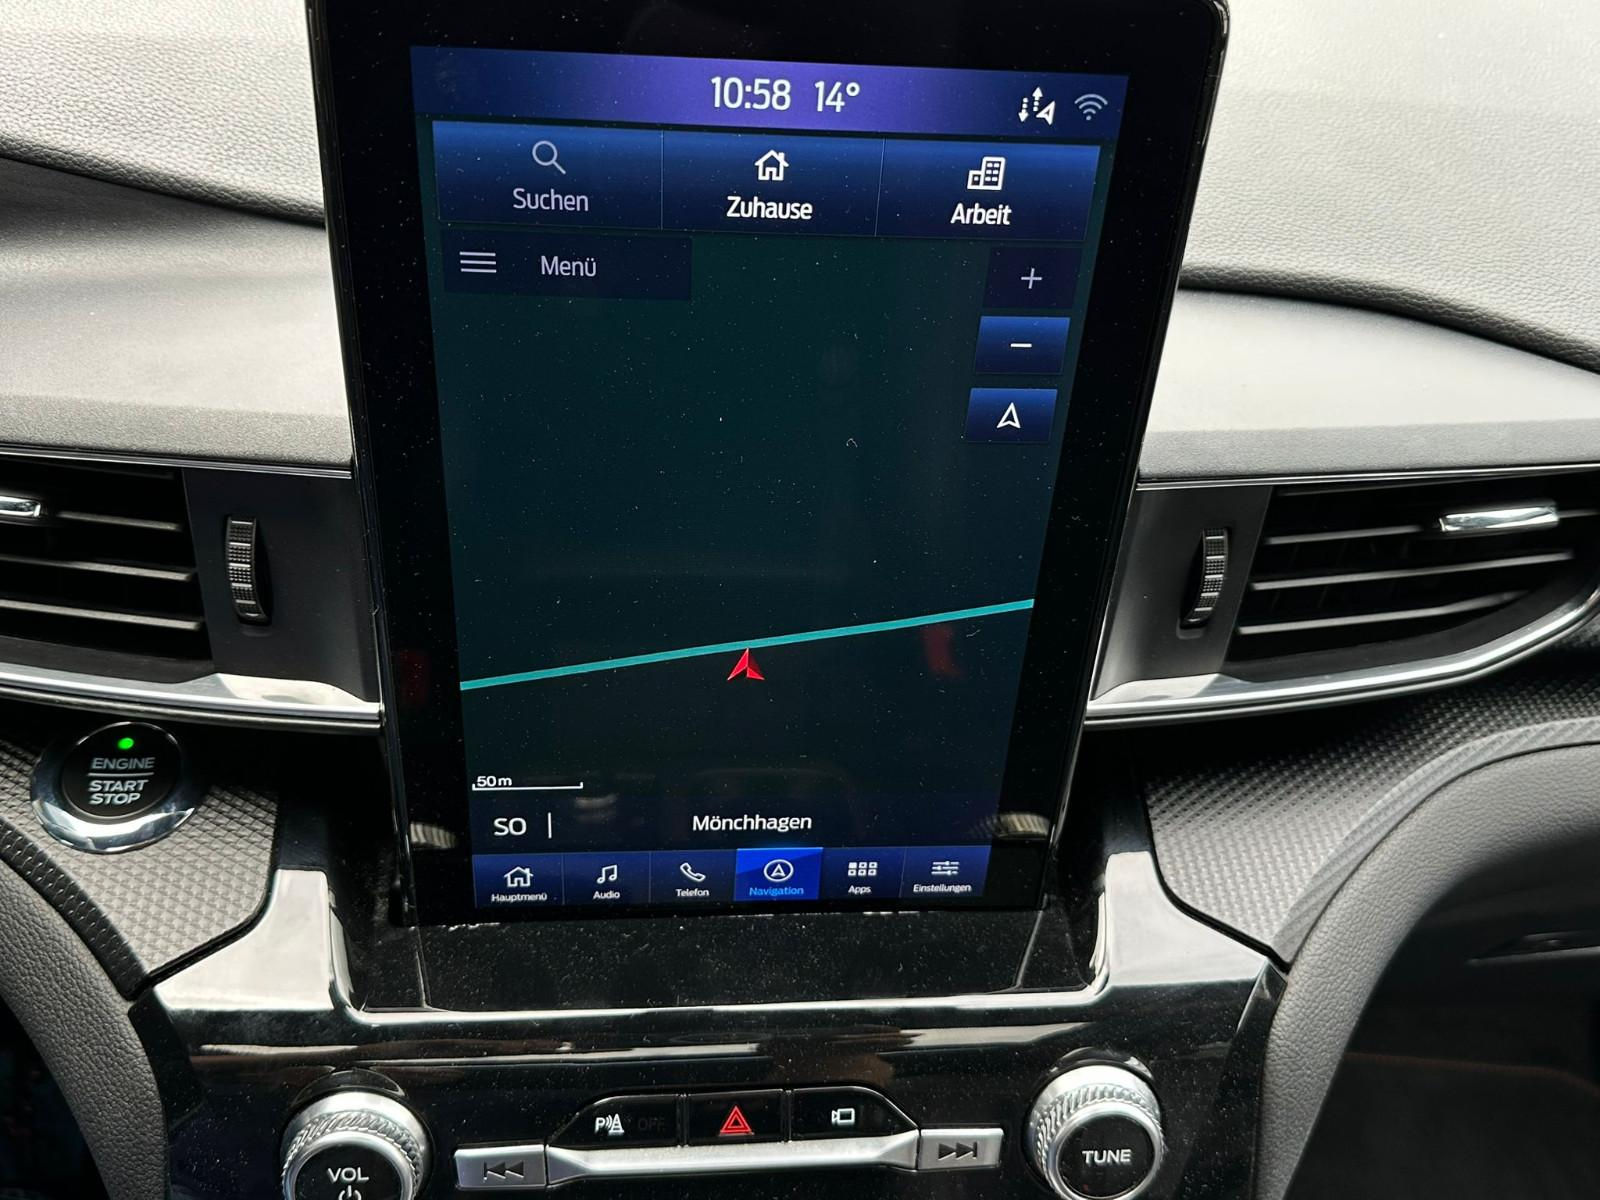 10:58 14°
Suchen
Zuhause
Arbeit
Menü
+
−
50m
SO
Mönchhagen
Hauptmenü
Audio
Telefon
Navigation
Apps
Einstellungen
ENGINE
START
STOP
P OFF
VOL
TUNE